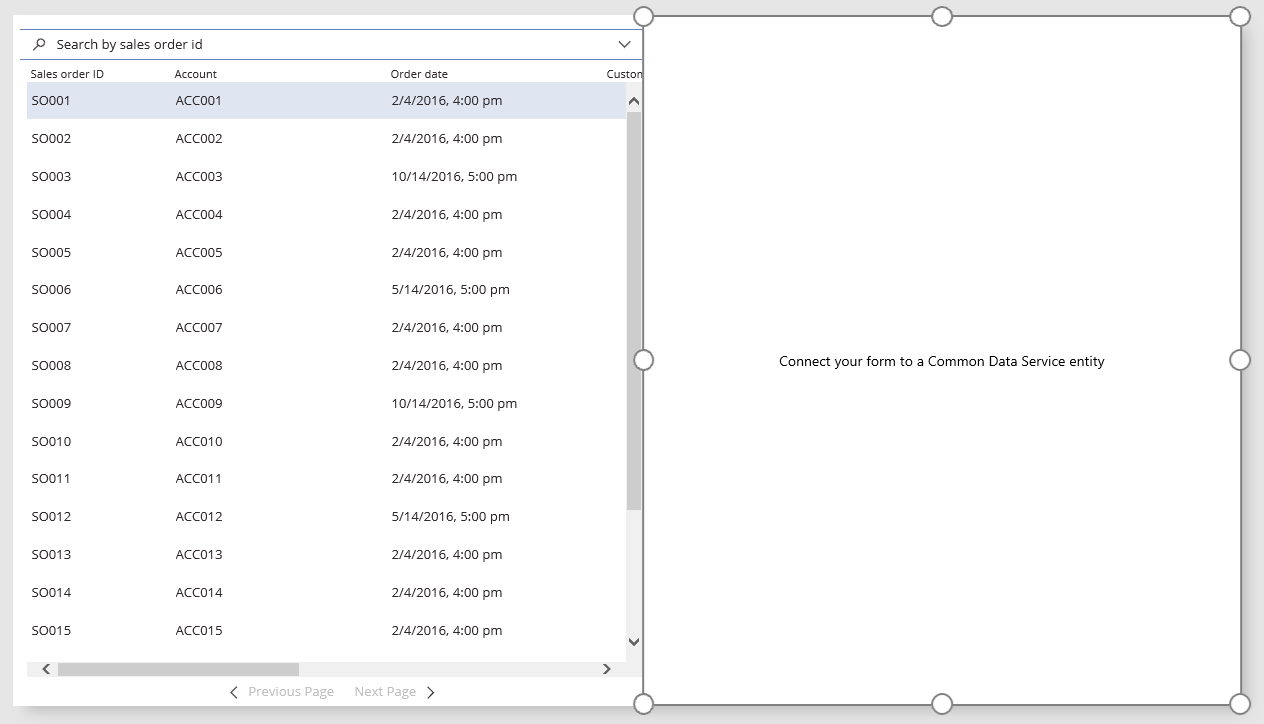 Search by sales order id
Sales order ID Account Order date Custom
SO001 ACC001 2/4/2016, 4:00 pm
SO002 ACC002 2/4/2016, 4:00 pm
SO003 ACC003 10/14/2016, 5:00 pm
SO004 ACC004 2/4/2016, 4:00 pm
SO005 ACC005 2/4/2016, 4:00 pm
SO006 ACC006 5/14/2016, 5:00 pm
SO007 ACC007 2/4/2016, 4:00 pm
SO008 ACC008 2/4/2016, 4:00 pm
SO009 ACC009 10/14/2016, 5:00 pm
SO010 ACC010 2/4/2016, 4:00 pm
SO011 ACC011 2/4/2016, 4:00 pm
SO012 ACC012 5/14/2016, 5:00 pm
SO013 ACC013 2/4/2016, 4:00 pm
SO014 ACC014 2/4/2016, 4:00 pm
SO015 ACC015 2/4/2016, 4:00 pm
Previous Page Next Page
Connect your form to a Common Data Service entity